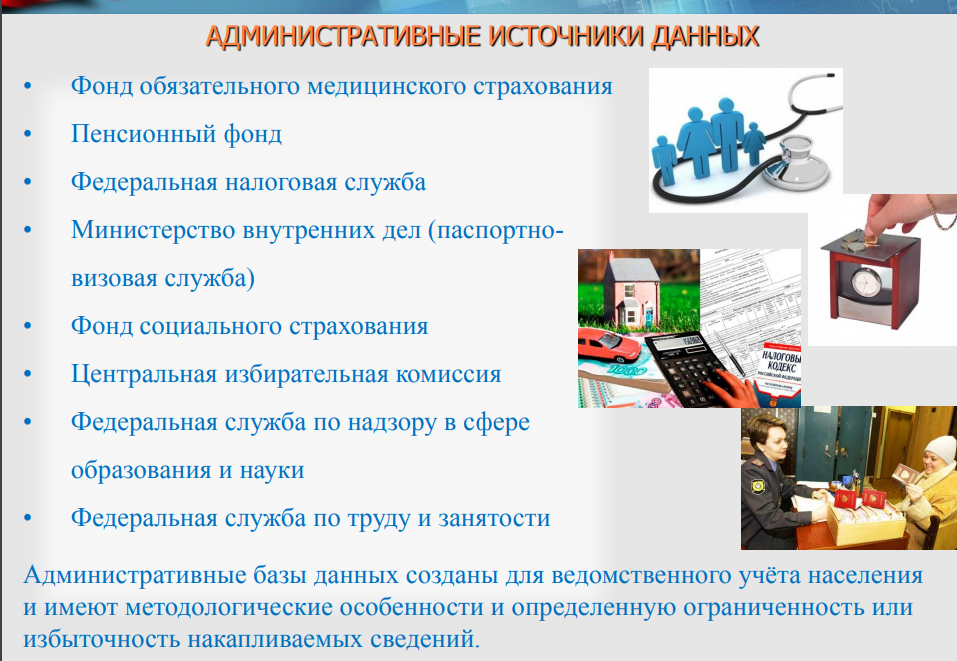 АДМИНИСТРАТИВНЫЕ ИСТОЧНИКИ ДАННЫХ
• Фонд обязательного медицинского страхования
• Пенсионный фонд
• Федеральная налоговая служба
• Министерство внутренних дел (паспортно-
визовая служба)
• Фонд социального страхования
• Центральная избирательная комиссия
• Федеральная служба по надзору в сфере
образования и науки
• Федеральная служба по труду и занятости
НАЛОГОВЫ
КОДЕКС
РОССИЙСКОЙ ФЕДЕРАЦ
Административные базы данных созданы для ведомственного учёта населения
и имеют методологические особенности и определенную ограниченность или
избыточность накапливаемых сведений.